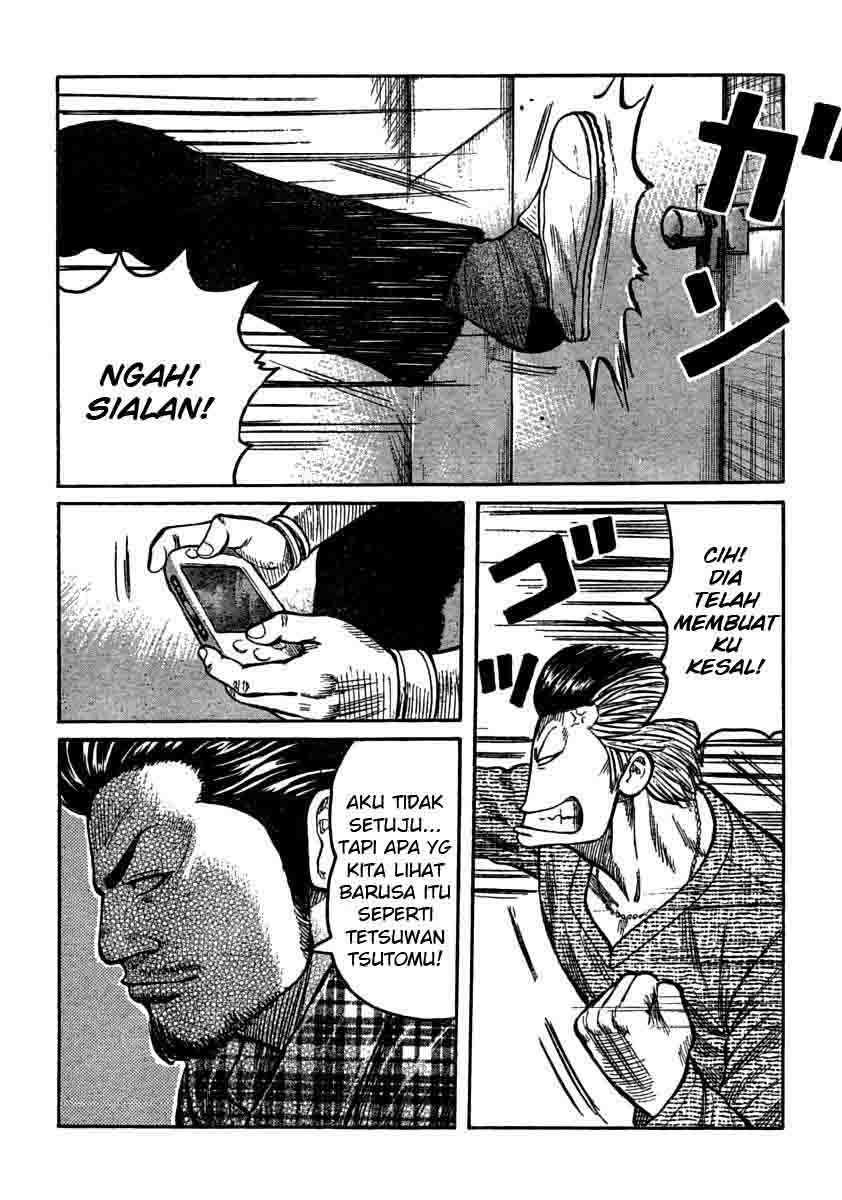 ガン
NGAH!
SIALAN!
CIH!
DIA
TELAH
MEMBUAT
KU
KESAL!
ゴツ
AKU TIDAK
SETUJU...
TAPI APA YG
KITA LIHAT
BARUSA ITU
SEPERTI
TETSUWAN
TSUTOMU!